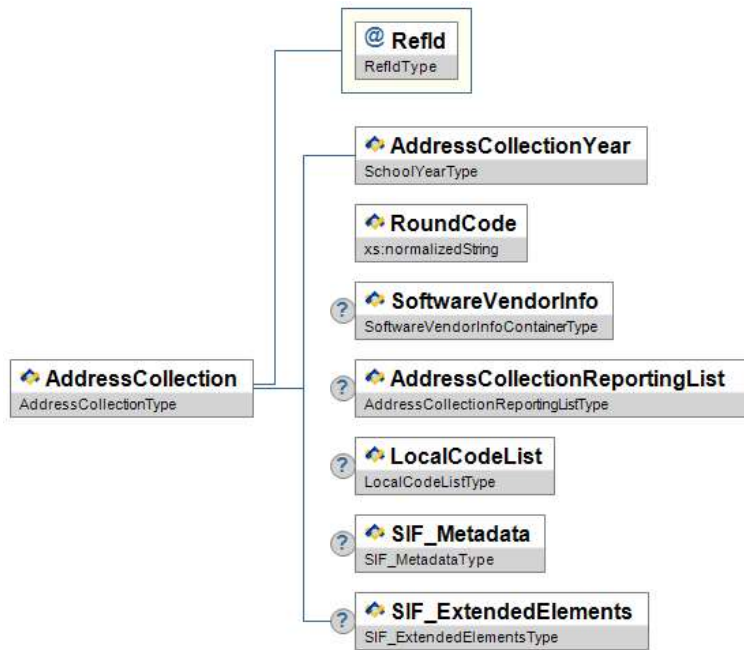 @ RefId
RefIdType
AddressCollectionYear
SchoolYearType
RoundCode
xs:normalizedString
? SoftwareVendorInfo
SoftwareVendorInfoContainerType
AddressCollection
AddressCollectionType
? AddressCollectionReportingList
AddressCollectionReportingListType
? LocalCodeList
LocalCodeListType
? SIF_Metadata
SIF_MetadataType
? SIF_ExtendedElements
SIF_ExtendedElementsType